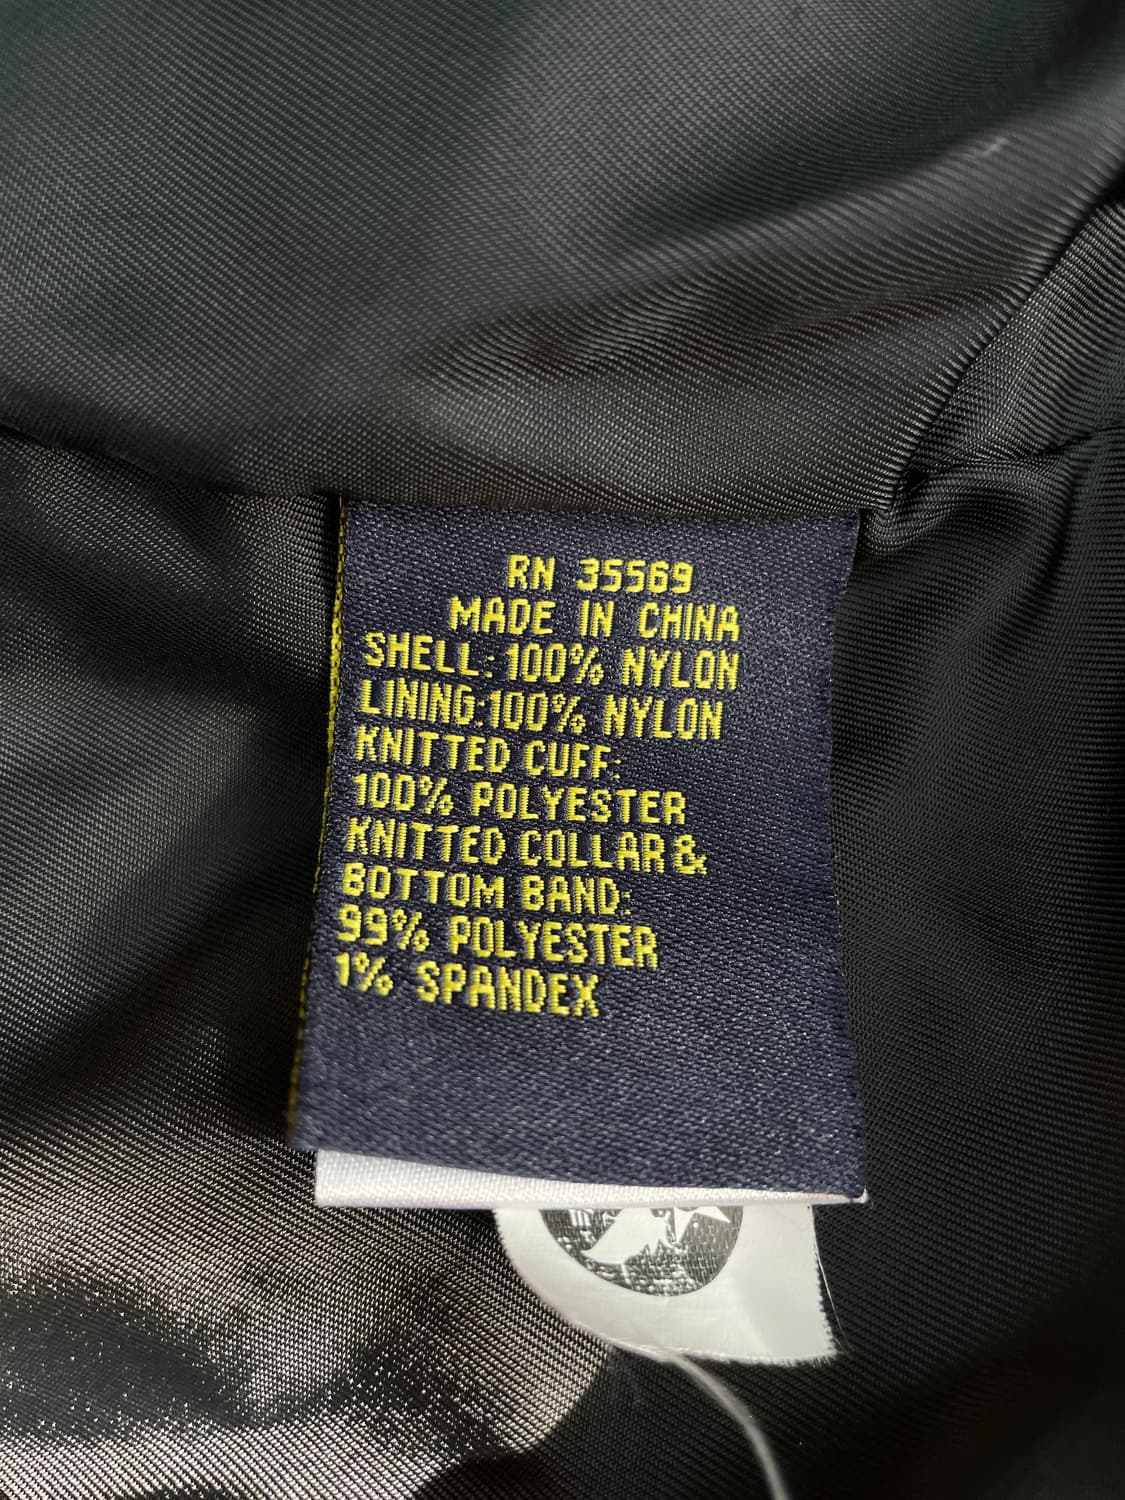 RN 35569
MADE IN CHINA
SHELL:100% NYLON
LINING:100% NYLON
KNITTED CUFF:
100% POLYESTER
KNITTED COLLAR &
BOTTOM BAND:
99% POLYESTER
1% SPANDEX